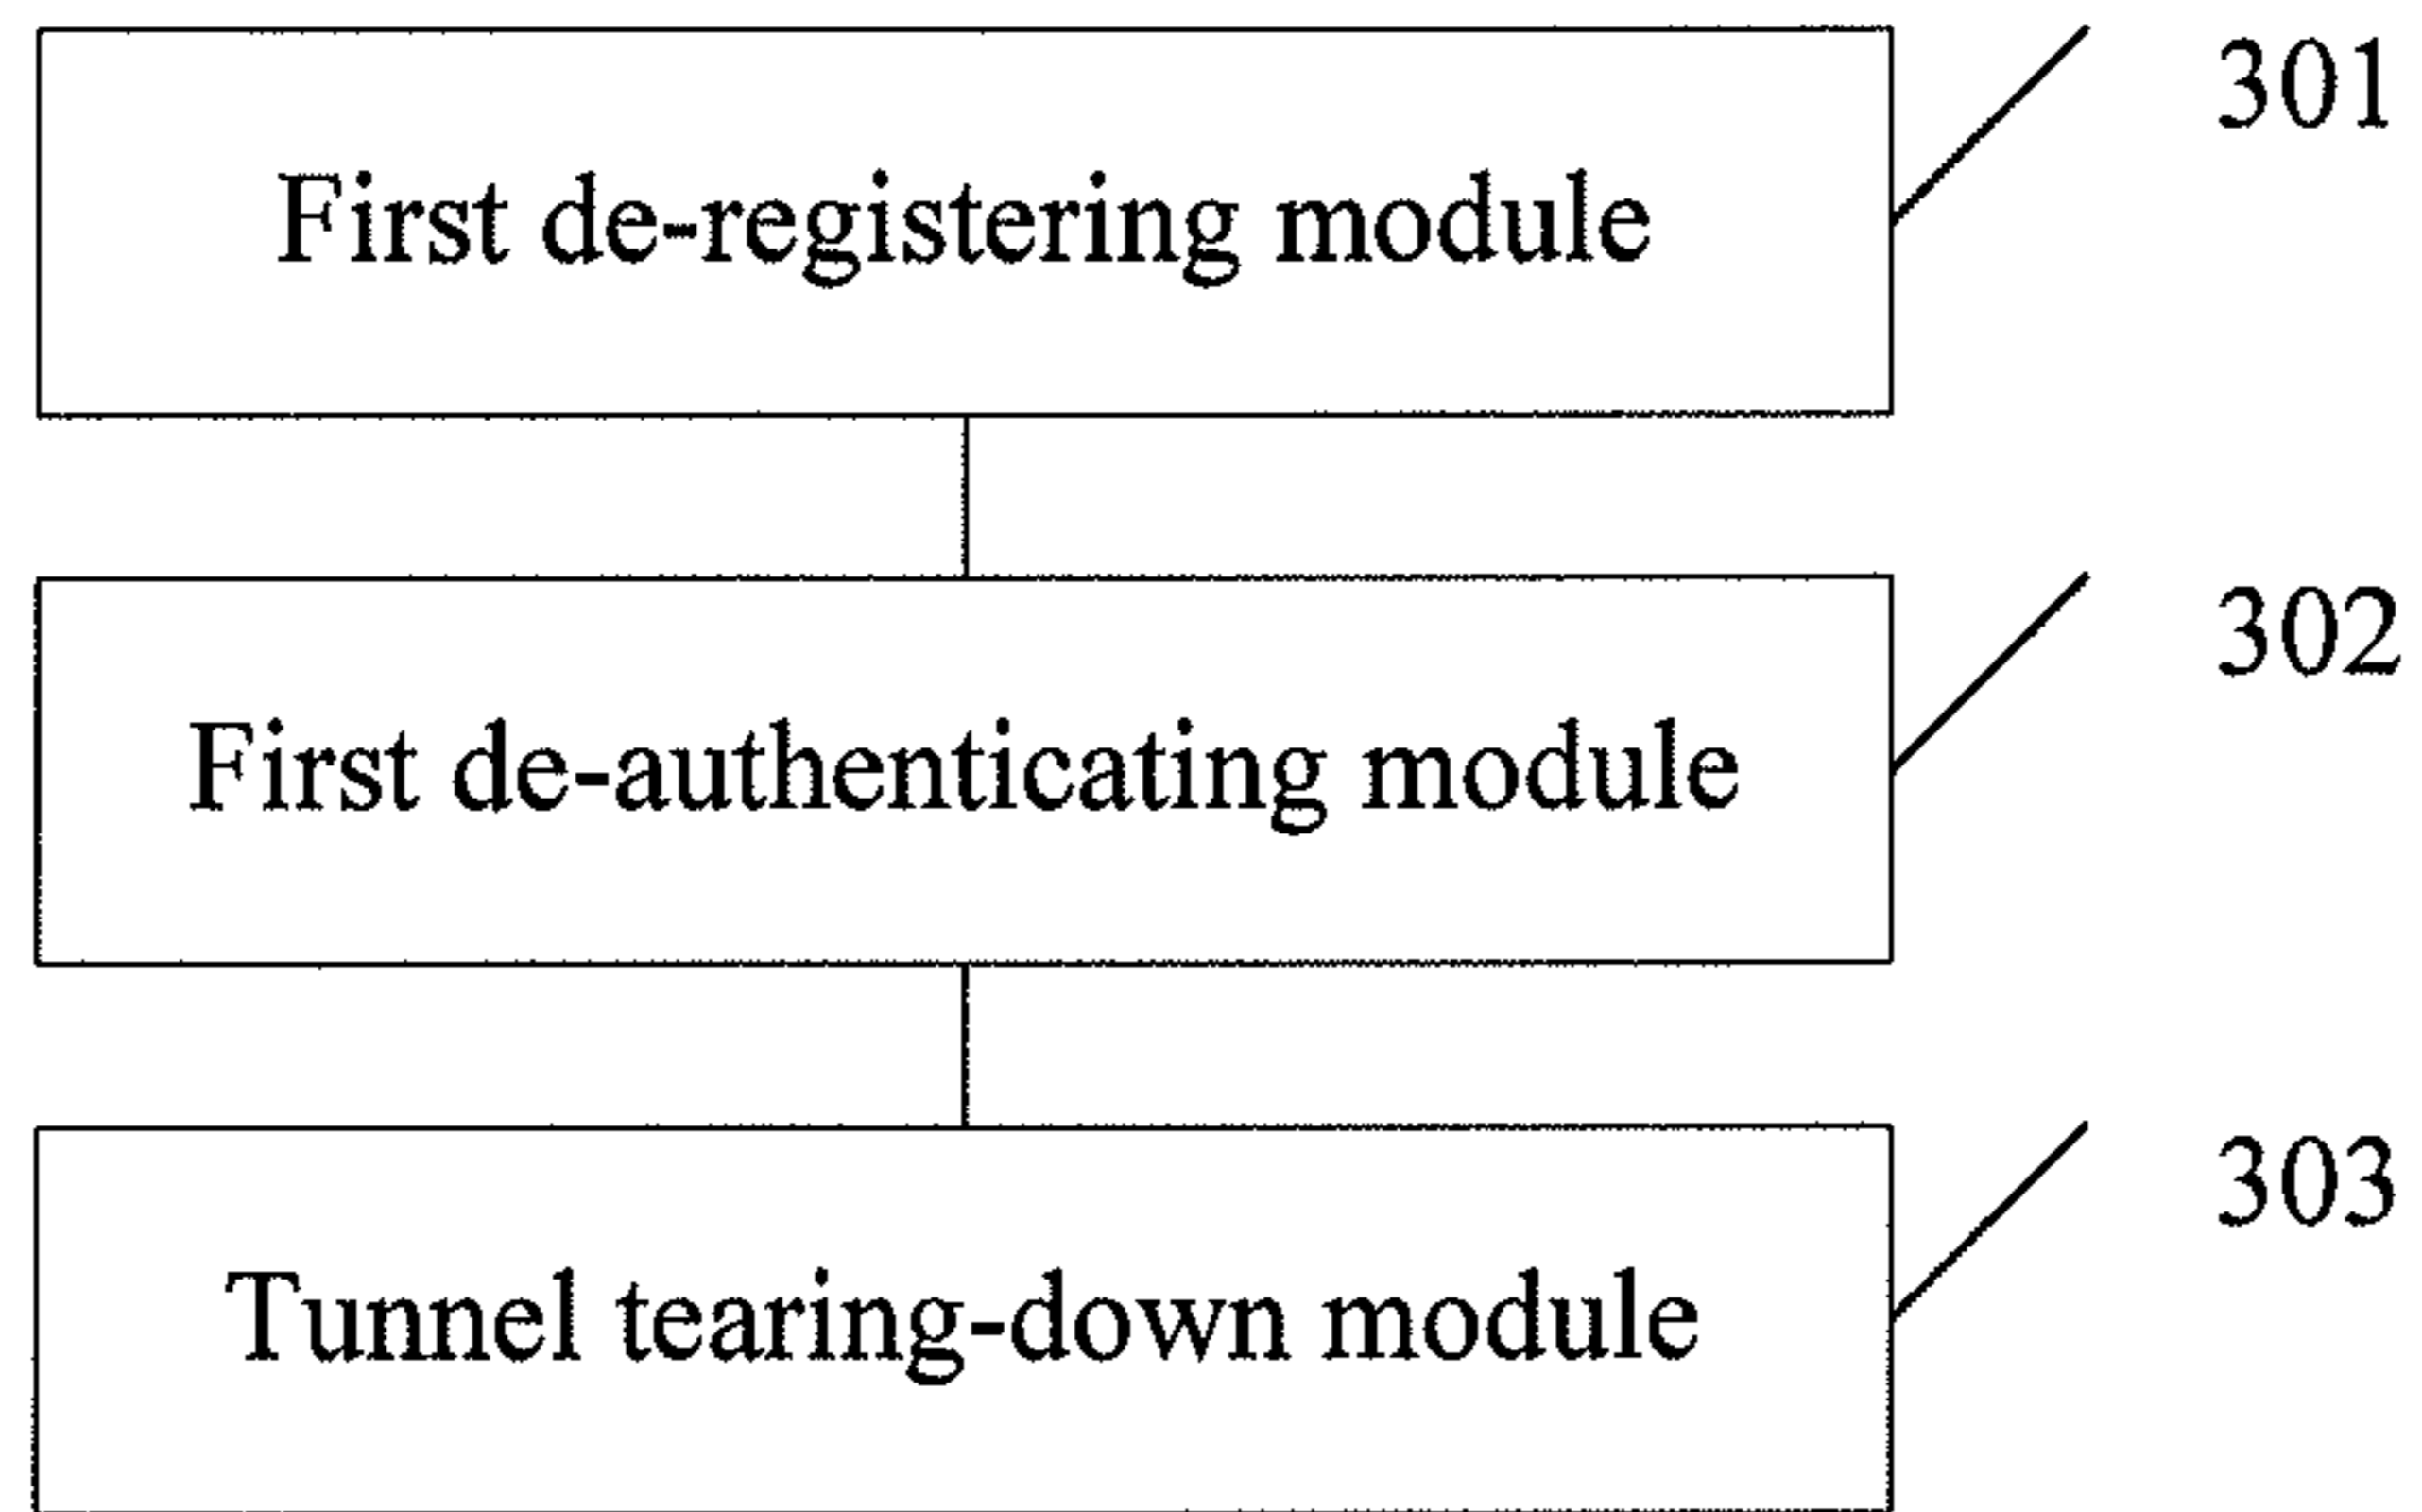 First de-registering module
301
First de-authenticating module
302
Tunnel tearing-down module
303